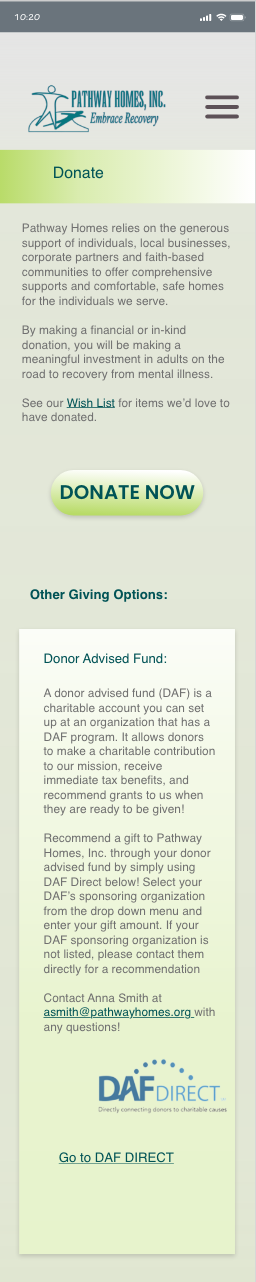 10:20
PATHWAY HOMES, INC.
Embrace Recovery
Donate
Pathway Homes relies on the generous
support of individuals, local businesses,
corporate partners and faith-based
communities to offer comprehensive
supports and comfortable, safe homes
for the individuals we serve.
By making a financial or in-kind
donation, you will be making a
meaningful investment in adults on the
road to recovery from mental illness.
See our Wish List for items we'd love to
have donated.
DONATE NOW
Other Giving Options:
Donor Advised Fund:
A donor advised fund (DAF) is a
charitable account you can set
up at an organization that has a
DAF program. It allows donors
to make a charitable contribution
to our mission, receive
immediate tax benefits, and
recommend grants to us when
they are ready to be given!
Recommend a gift to Pathway
Homes, Inc. through your donor
advised fund by simply using
DAF Direct below! Select your
DAF's sponsoring organization
from the drop down menu and
enter your gift amount. If your
DAF sponsoring organization is
not listed, please contact them
directly for a recommendation
Contact Anna Smith at
asmith@pathwayhomes.org with
any questions!
DAF DIRECT
Directly connecting donors to charitable causes
Go to DAF DIRECT